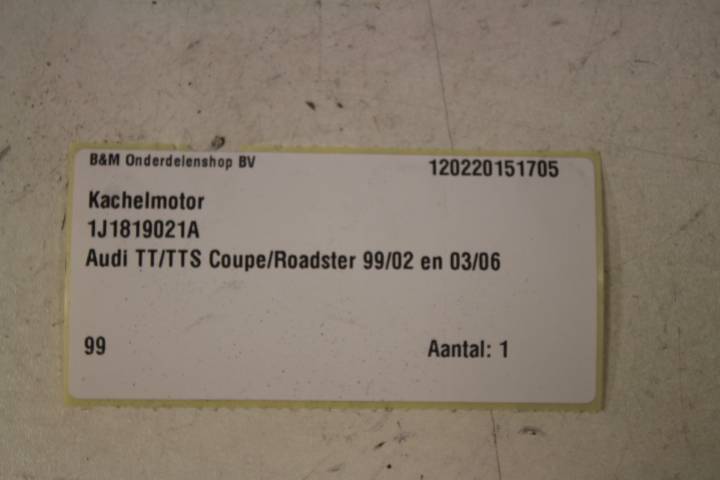 B&M Onderdelenshop BV 120220151705
Kachelmotor
1J1819021A
Audi TT/TTS Coupe/Roadster 99/02 en 03/06
99 Aantal: 1